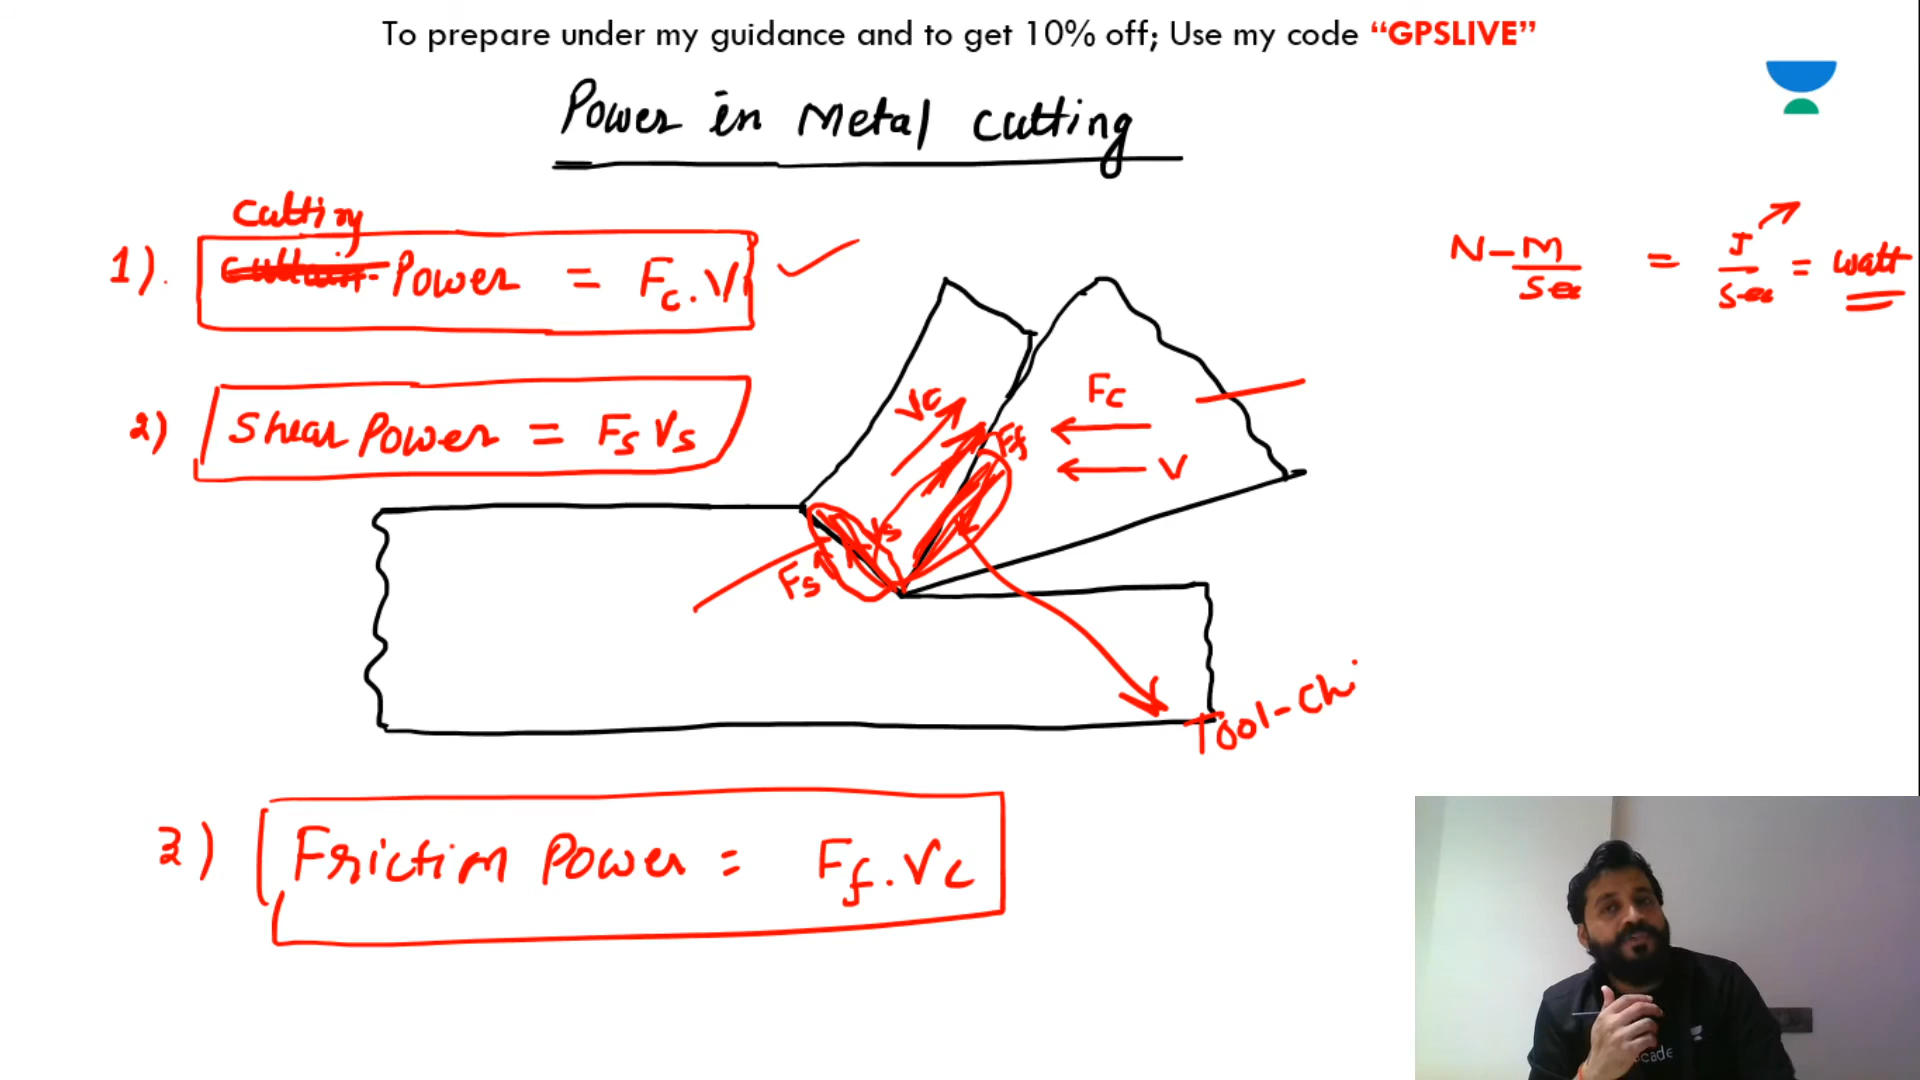 To prepare under my guidance and to get 10% off; Use my code “GPSLIVE”
Power in Metal cutting
Cutting
1). Power = Fc.V
N-M/Sec = J/Sec = watt
2) Shear Power = Fs Vs
Vc
Fc
Ff
V
Vs
Fs
Tool-Chi
3) Friction Power = Ff.Vc
cade